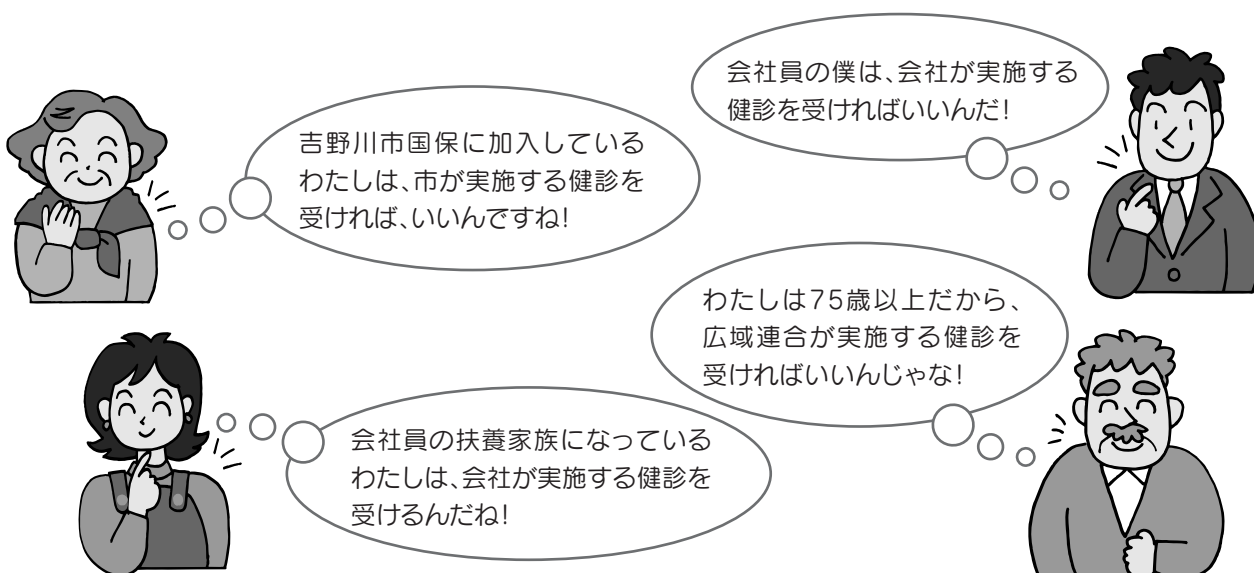 吉野川市国保に加入している
わたしは、市が実施する健診を
受ければ、いいんですね!
会社員の僕は、会社が実施する
健診を受ければいいんだ!
会社員の扶養家族になっている
わたしは、会社が実施する健診を
受けるんだね!
わたしは75歳以上だから、
広域連合が実施する健診を
受ければいいんじゃな!